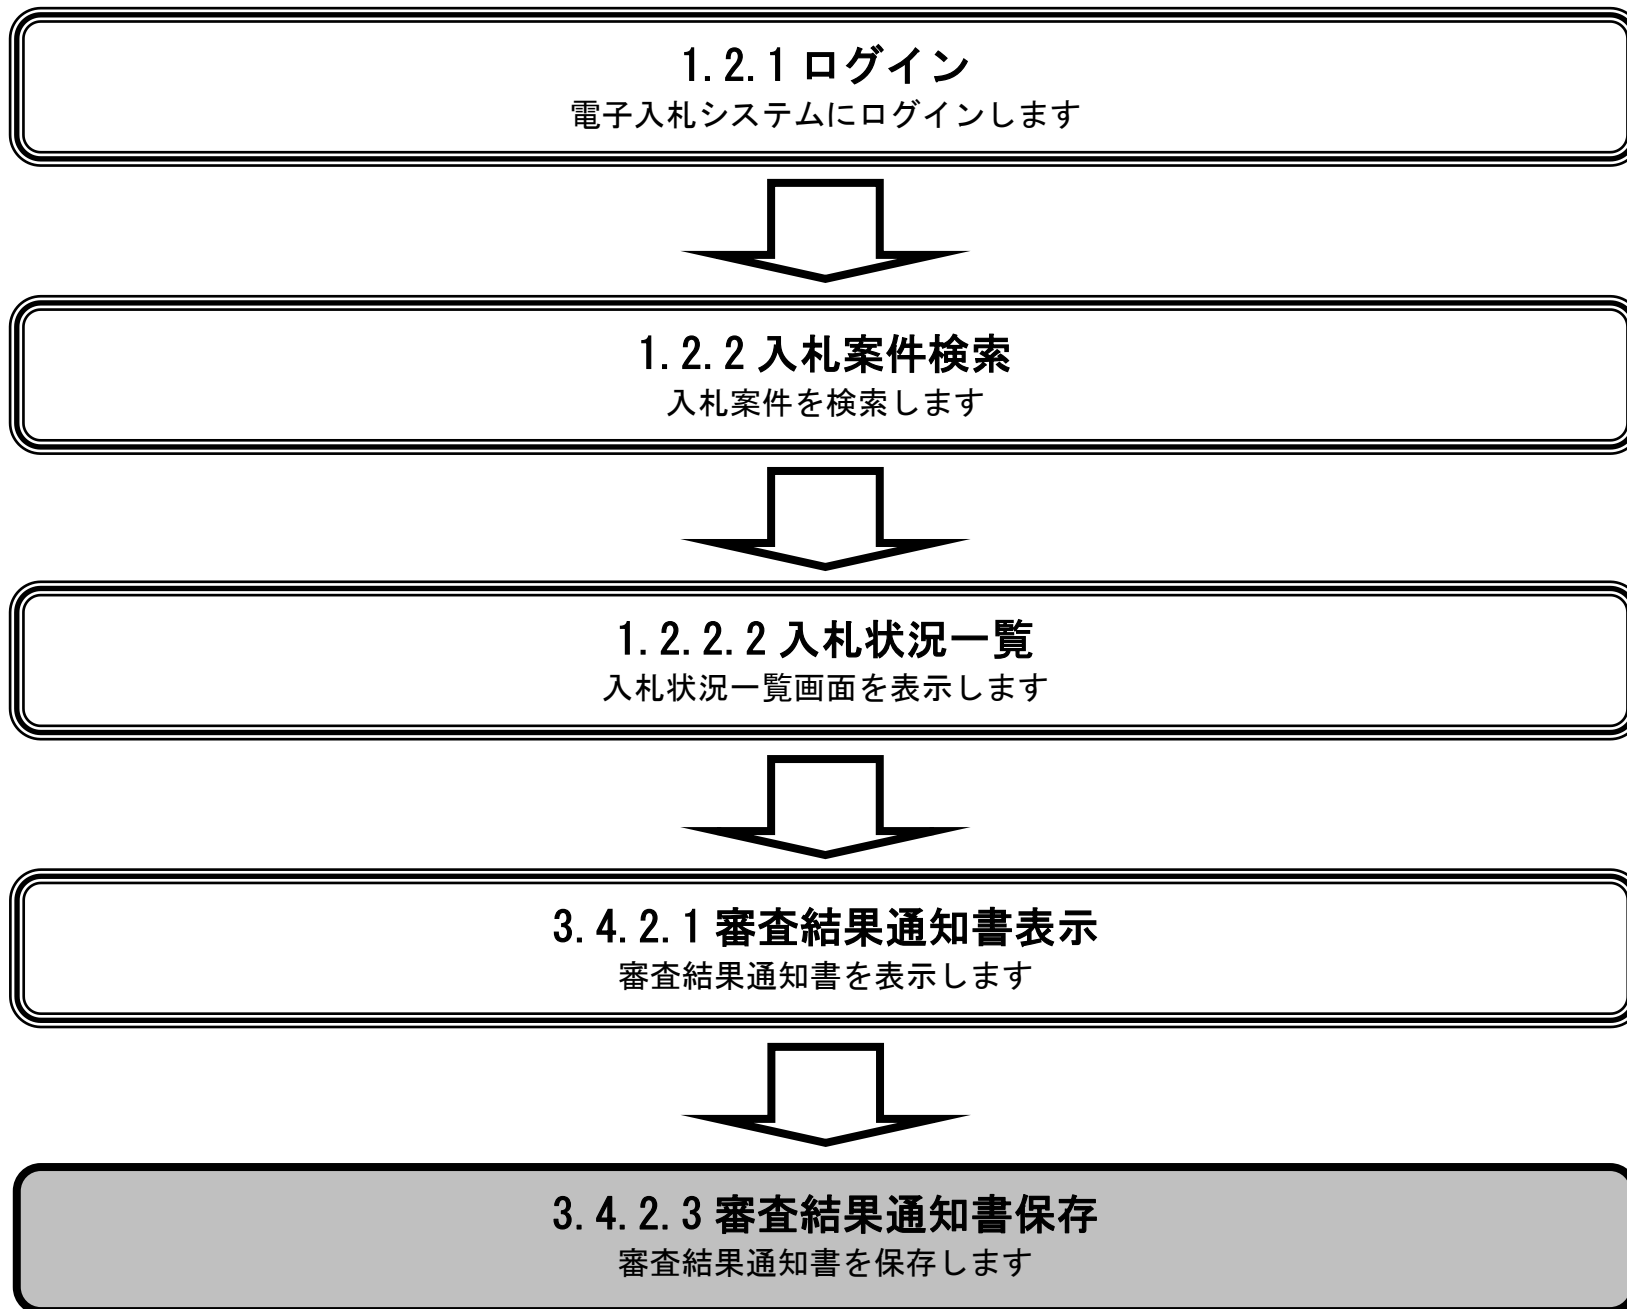 1.2.1 ログイン
電子入札システムにログインします
1.2.2 入札案件検索
入札案件を検索します
1.2.2.2 入札状況一覧
入札状況一覧画面を表示します
3.4.2.1 審査結果通知書表示
審査結果通知書を表示します
3.4.2.3 審査結果通知書保存
審査結果通知書を保存します